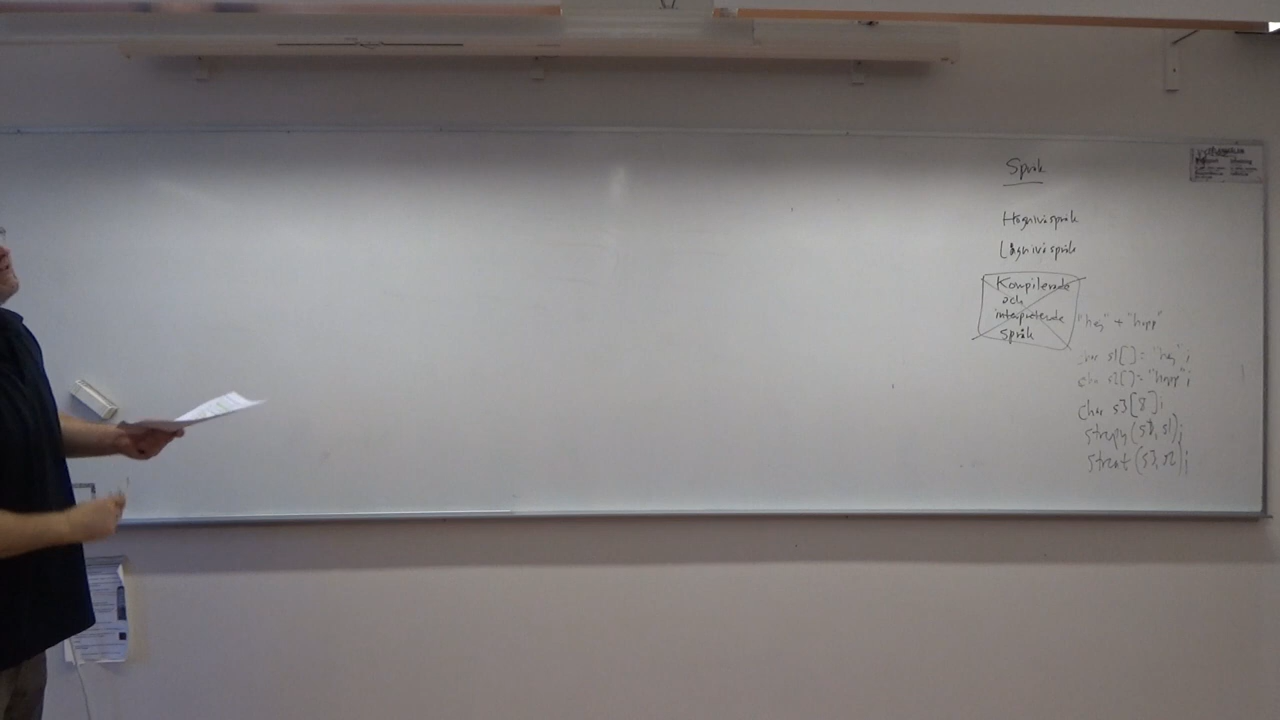 Språk
Högnivåspråk
Lågnivåspråk
Kompilerade
och
interpreterade
språk
"hej" + "hopp"
char s1[] = "hej";
char s2[] = "hopp";
char s3[8];
strcpy(s3, s1);
strcat(s3, s2);